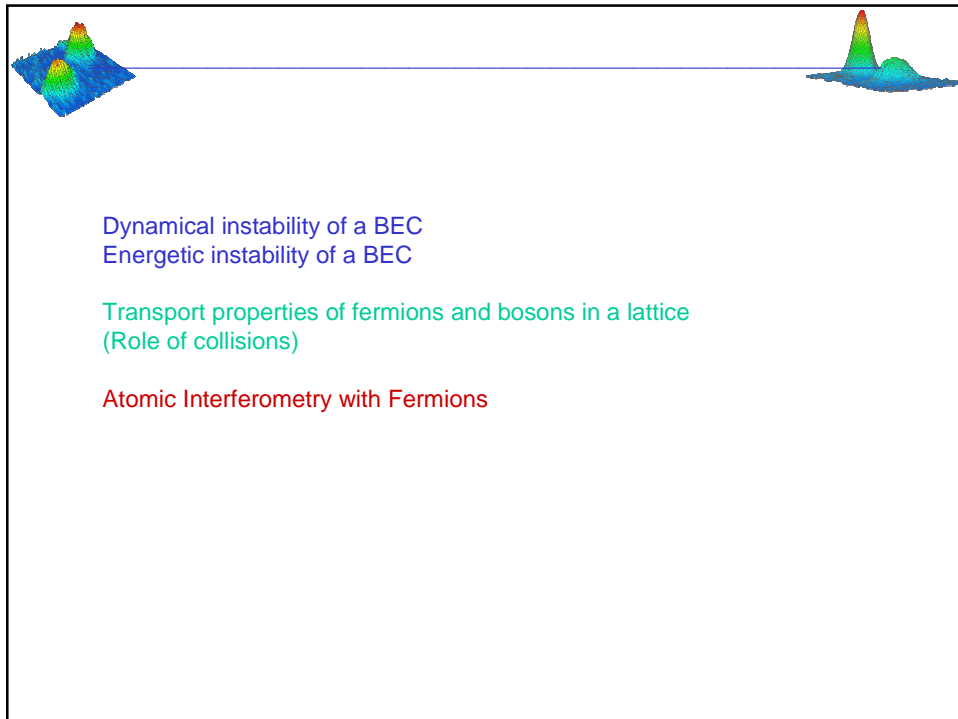 Dynamical instability of a BEC
Energetic instability of a BEC
Transport properties of fermions and bosons in a lattice
(Role of collisions)
Atomic Interferometry with Fermions